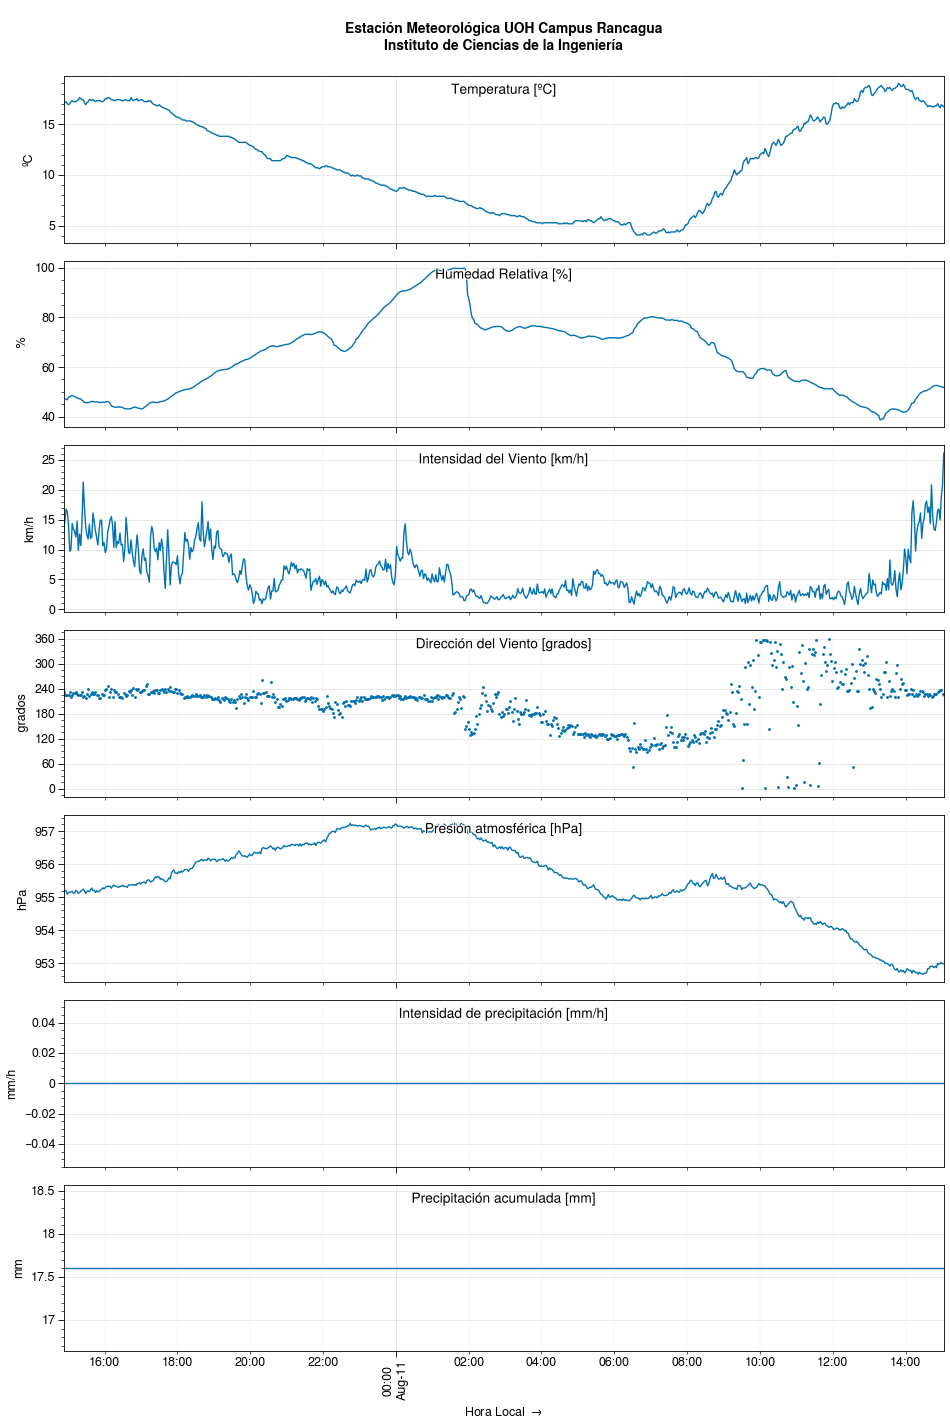 Estación Meteorológica UOH Campus Rancagua
Instituto de Ciencias de la Ingeniería
Temperatura [ºC]
15
10
5
ºC
Humedad Relativa [%]
100
80
60
40
%
Intensidad del Viento [km/h]
25
20
15
10
5
0
km/h
Dirección del Viento [grados]
360
300
240
180
120
60
0
grados
Presión atmosférica [hPa]
957
956
955
954
953
hPa
Intensidad de precipitación [mm/h]
0.04
0.02
0
−0.02
−0.04
mm/h
Precipitación acumulada [mm]
18.5
18
17.5
17
mm
16:00 18:00 20:00 22:00 00:00 02:00 04:00 06:00 08:00 10:00 12:00 14:00
Aug-11
Hora Local →